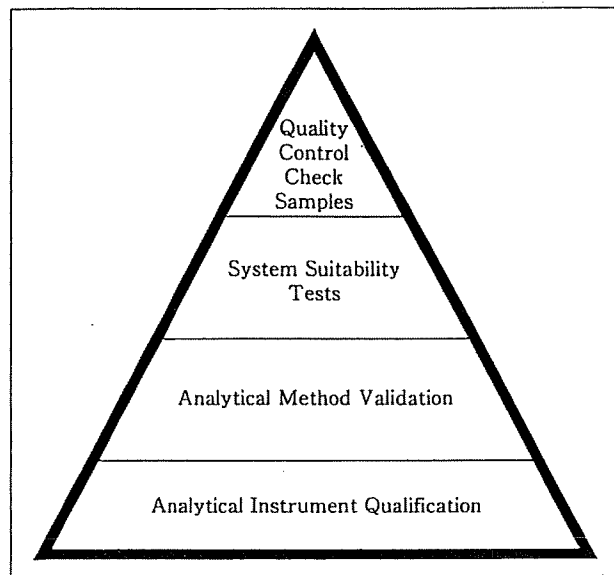 Quality
Control
Check
Samples
System Suitability
Tests
Analytical Method Validation
Analytical Instrument Qualification